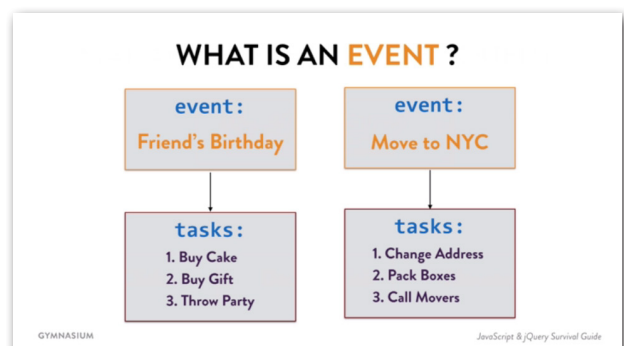 WHAT IS AN EVENT ?
event:
Friend's Birthday
tasks:
1. Buy Cake
2. Buy Gift
3. Throw Party
event:
Move to NYC
tasks:
1. Change Address
2. Pack Boxes
3. Call Movers
GYMNASIUM
JavaScript & jQuery Survival Guide